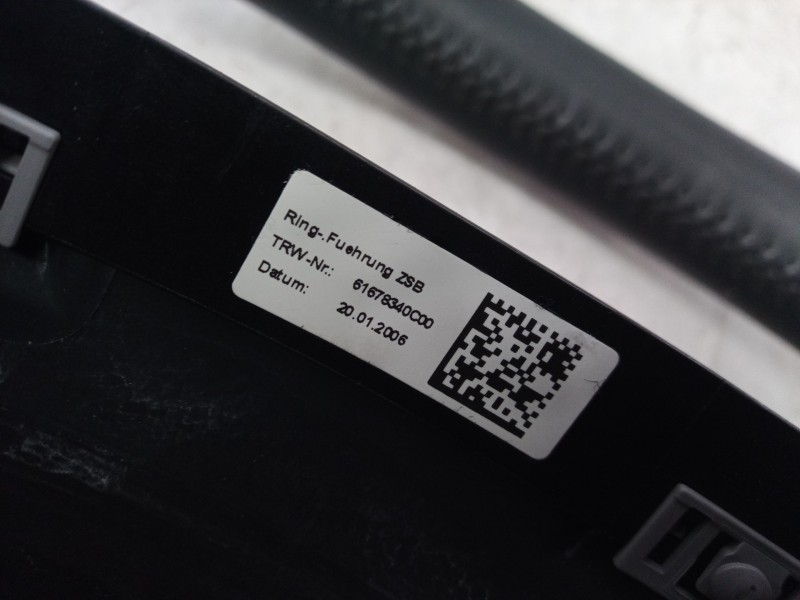 Ring-.Fuehrung ZSB
TRW-Nr.: 61678340C00
Datum: 20.01.2006